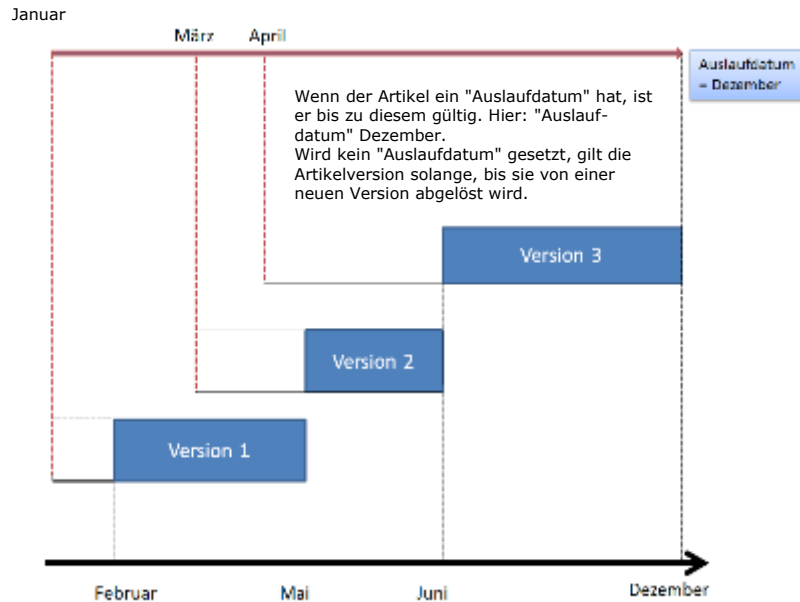 Januar
März
April
Auslaufdatum
= Dezember
Wenn der Artikel ein "Auslaufdatum" hat, ist
er bis zu diesem gültig. Hier: "Auslauf-
datum" Dezember.
Wird kein "Auslaufdatum" gesetzt, gilt die
Artikelversion solange, bis sie von einer
neuen Version abgelöst wird.
Version 3
Version 2
Version 1
Februar
Mai
Juni
Dezember